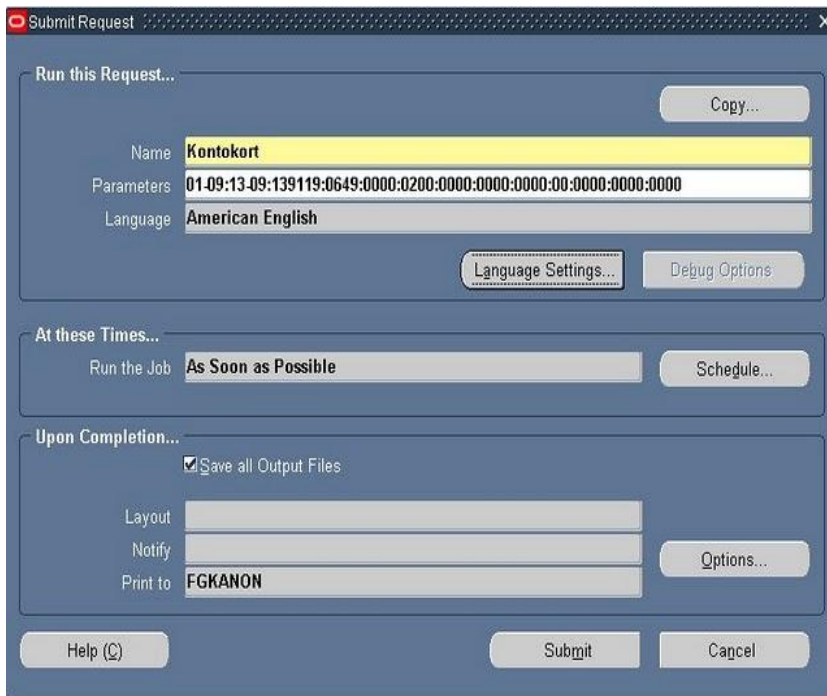 Submit Request
Run this Request...
Copy...
Name Kontokort
Parameters 01-09:13-09:139119:0649:0000:0200:0000:0000:0000:00:0000:0000:0000
Language American English
Language Settings... Debug Options
At these Times...
Run the Job As Soon as Possible Schedule...
Upon Completion...
Save all Output Files
Layout
Notify
Options...
Print to FGKANON
Help (C) Submit Cancel